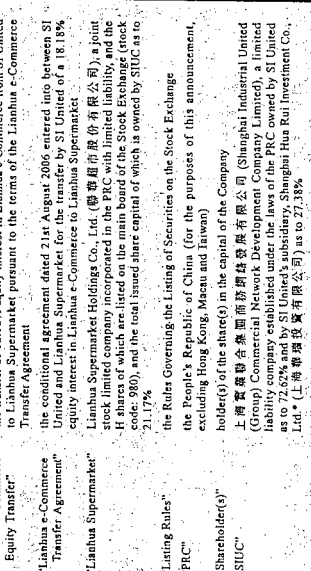 equity interest in Lianhua e-Commerce from SI United
Equity Transfer" to Lianhua Supermarket pursuant to the terms of the Lianhua e-Commerce
Transfer Agreement
"Lianhua e-Commerce the conditional agreement dated 21st August 2006 entered into between SI
Transfer Agreement" United and Lianhua Supermarket for the transfer by SI United of a 18.18%
equity interest in Lianhua e-Commerce to Lianhua Supermarket
"Lianhua Supermarket" Lianhua Supermarket Holdings Co., Ltd (聯華超市股份有限公司), a joint
stock limited company incorporated in the PRC with limited liability, and the
H shares of which are listed on the main board of the Stock Exchange (stock
code: 980), and the total issued share capital of which is owned by SIUC as to
21.17%
"Listing Rules" the Rules Governing the Listing of Securities on the Stock Exchange
"PRC" the People's Republic of China (for the purposes of this announcement,
excluding Hong Kong, Macau and Taiwan)
Shareholder(s)" holder(s) of the share(s) in the capital of the Company
"SIUC" 上海實業聯合集團商務網絡發展有限公司 (Shanghai Industrial United
(Group) Commercial Network Development Company Limited), a limited
liability company established under the laws of the PRC owned by SI United
as to 72.62% and by SI United's subsidiary, Shanghai Hua Rui Investment Co.,
Ltd.* (上海華瑞投資有限公司) as to 27.38%